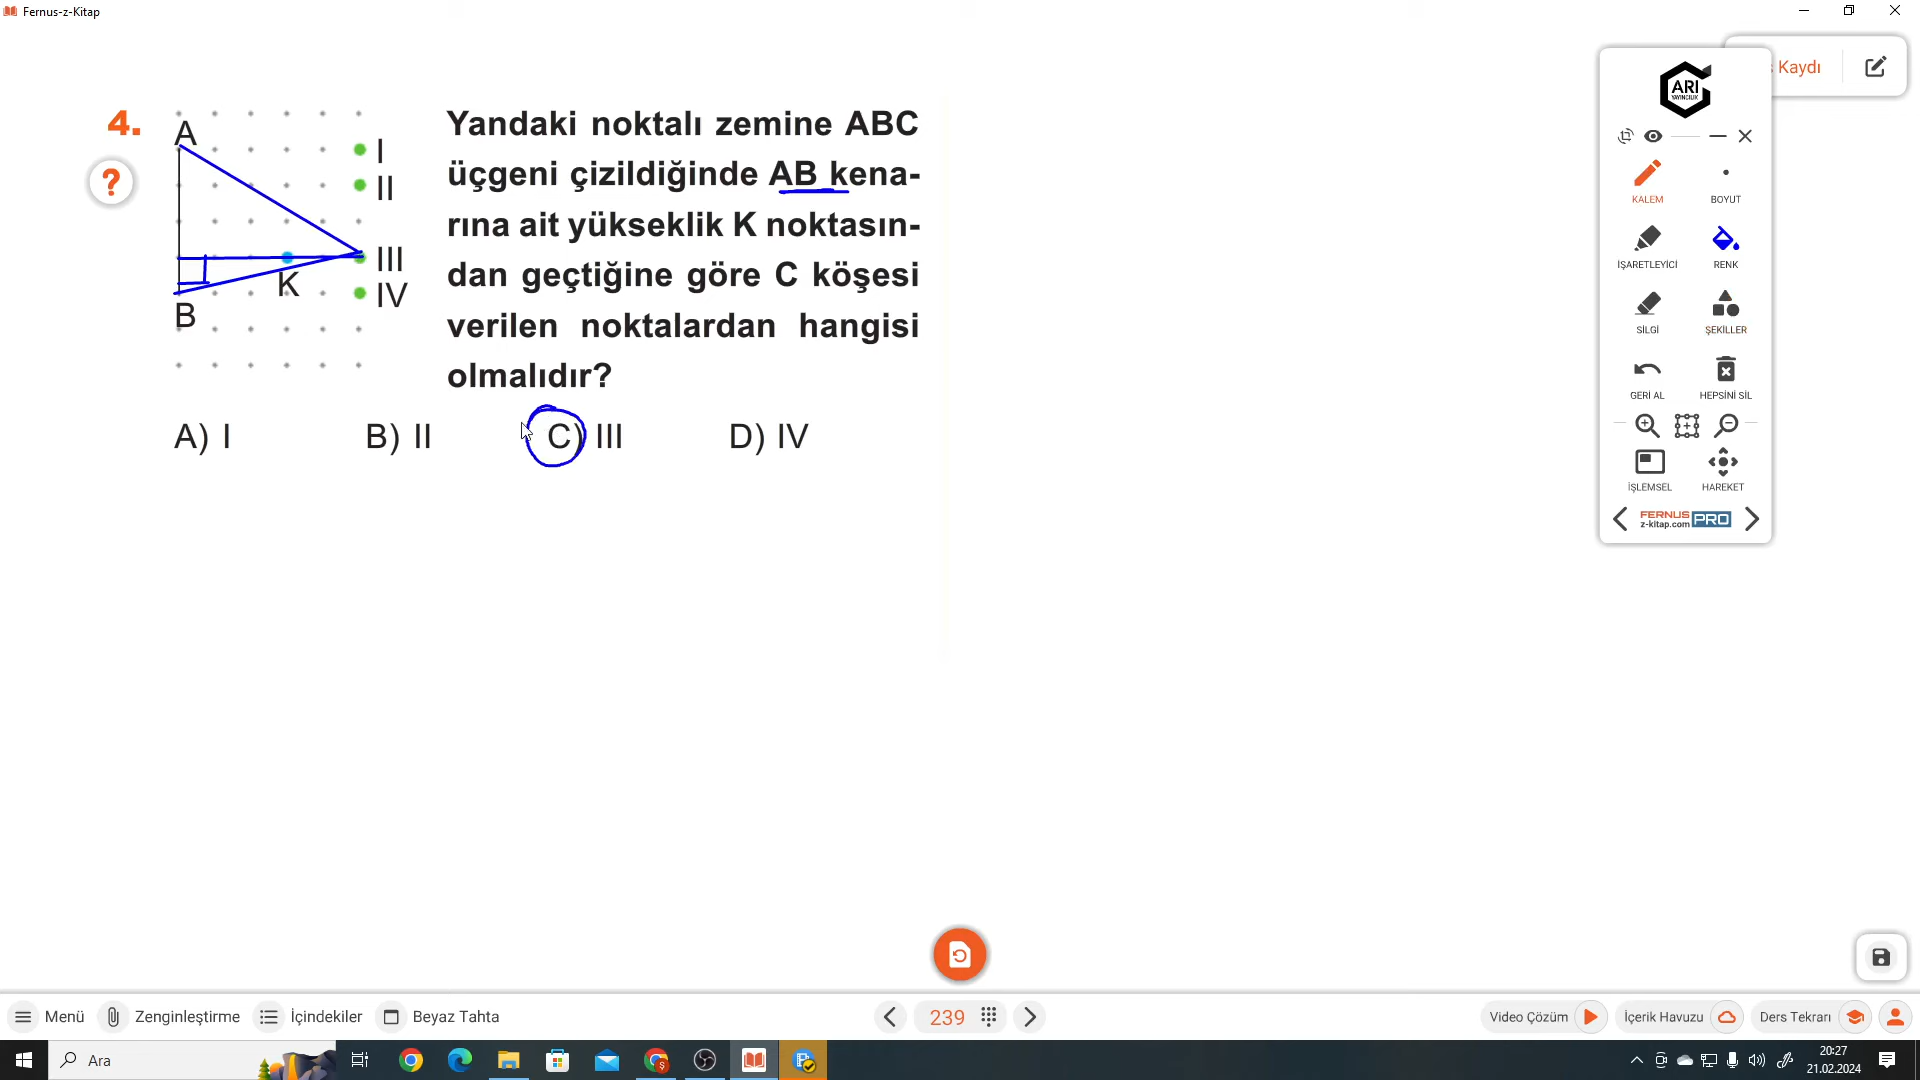 Fernus-z-Kitap
Kaydı
ARI
YAYINCILIK
4.
?
A
B
K
I
II
III
IV
Yandaki noktalı zemine ABC
üçgeni çizildiğinde AB kena-
rına ait yükseklik K noktasın-
dan geçtiğine göre C köşesi
verilen noktalardan hangisi
olmalıdır?
A) I B) II C) III D) IV
KALEM BOYUT
İŞARETLEYİCİ RENK
SİLGİ ŞEKİLLER
GERİ AL HEPSİNİ SİL
İŞLEMSEL HAREKET
FERNUS PRO
z-kitap.com
Menü Zenginleştirme İçindekiler Beyaz Tahta 239 Video Çözüm İçerik Havuzu Ders Tekrarı
Ara
20:27
21.02.2024